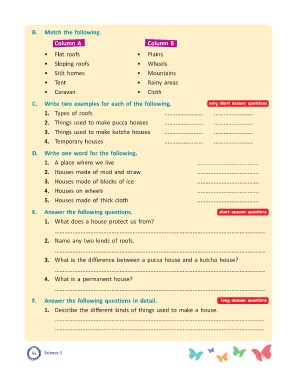 B. Match the following.
Column A Column B
• Flat roofs • Plains
• Sloping roofs • Wheels
• Stilt homes • Mountains
• Tent • Rainy areas
• Caravan • Cloth
C. Write two examples for each of the following. very short answer questions
1. Types of roofs
2. Things used to make pucca houses
3. Things used to make kutcha houses
4. Temporary houses
D. Write one word for the following.
1. A place where we live
2. Houses made of mud and straw
3. Houses made of blocks of ice
4. Houses on wheels
5. Houses made of thick cloth
E. Answer the following questions. short answer questions
1. What does a house protect us from?
2. Name any two kinds of roofs.
3. What is the difference between a pucca house and a kutcha house?
4. What is a permanent house?
F. Answer the following questions in detail. long answer questions
1. Describe the different kinds of things used to make a house.
Science-2